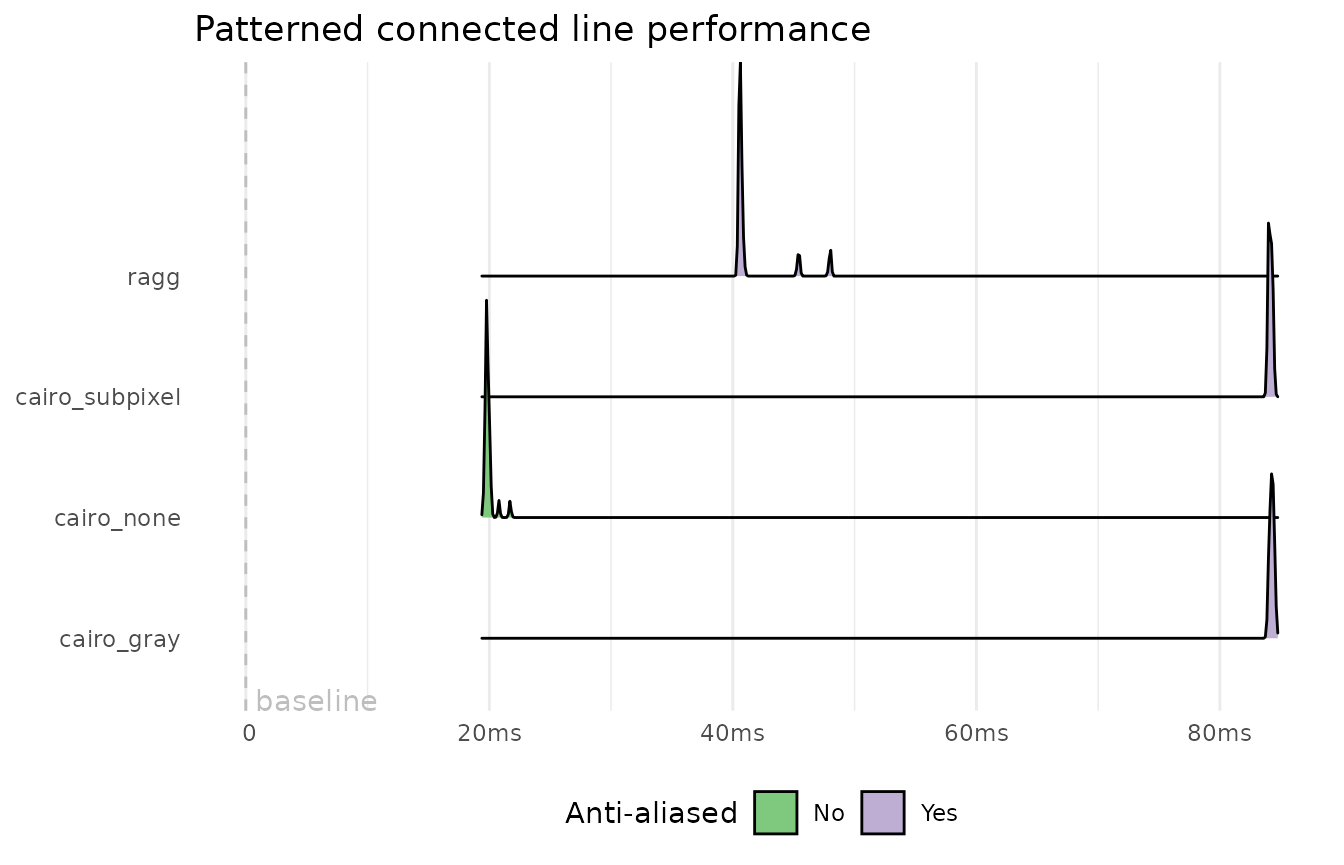 Patterned connected line performance
ragg
cairo_subpixel
cairo_none
cairo_gray
baseline
0 20ms 40ms 60ms 80ms
Anti-aliased No Yes